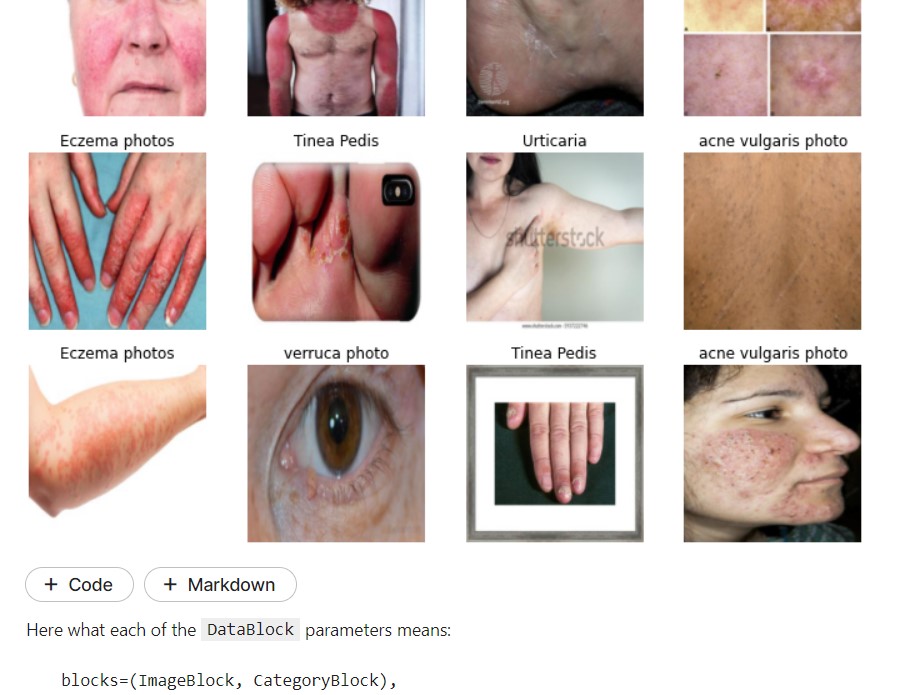 Eczema photos Tinea Pedis Urticaria acne vulgaris photo
shutterstock
Eczema photos verruca photo Tinea Pedis acne vulgaris photo
+ Code + Markdown
Here what each of the DataBlock parameters means:
blocks=(ImageBlock, CategoryBlock),